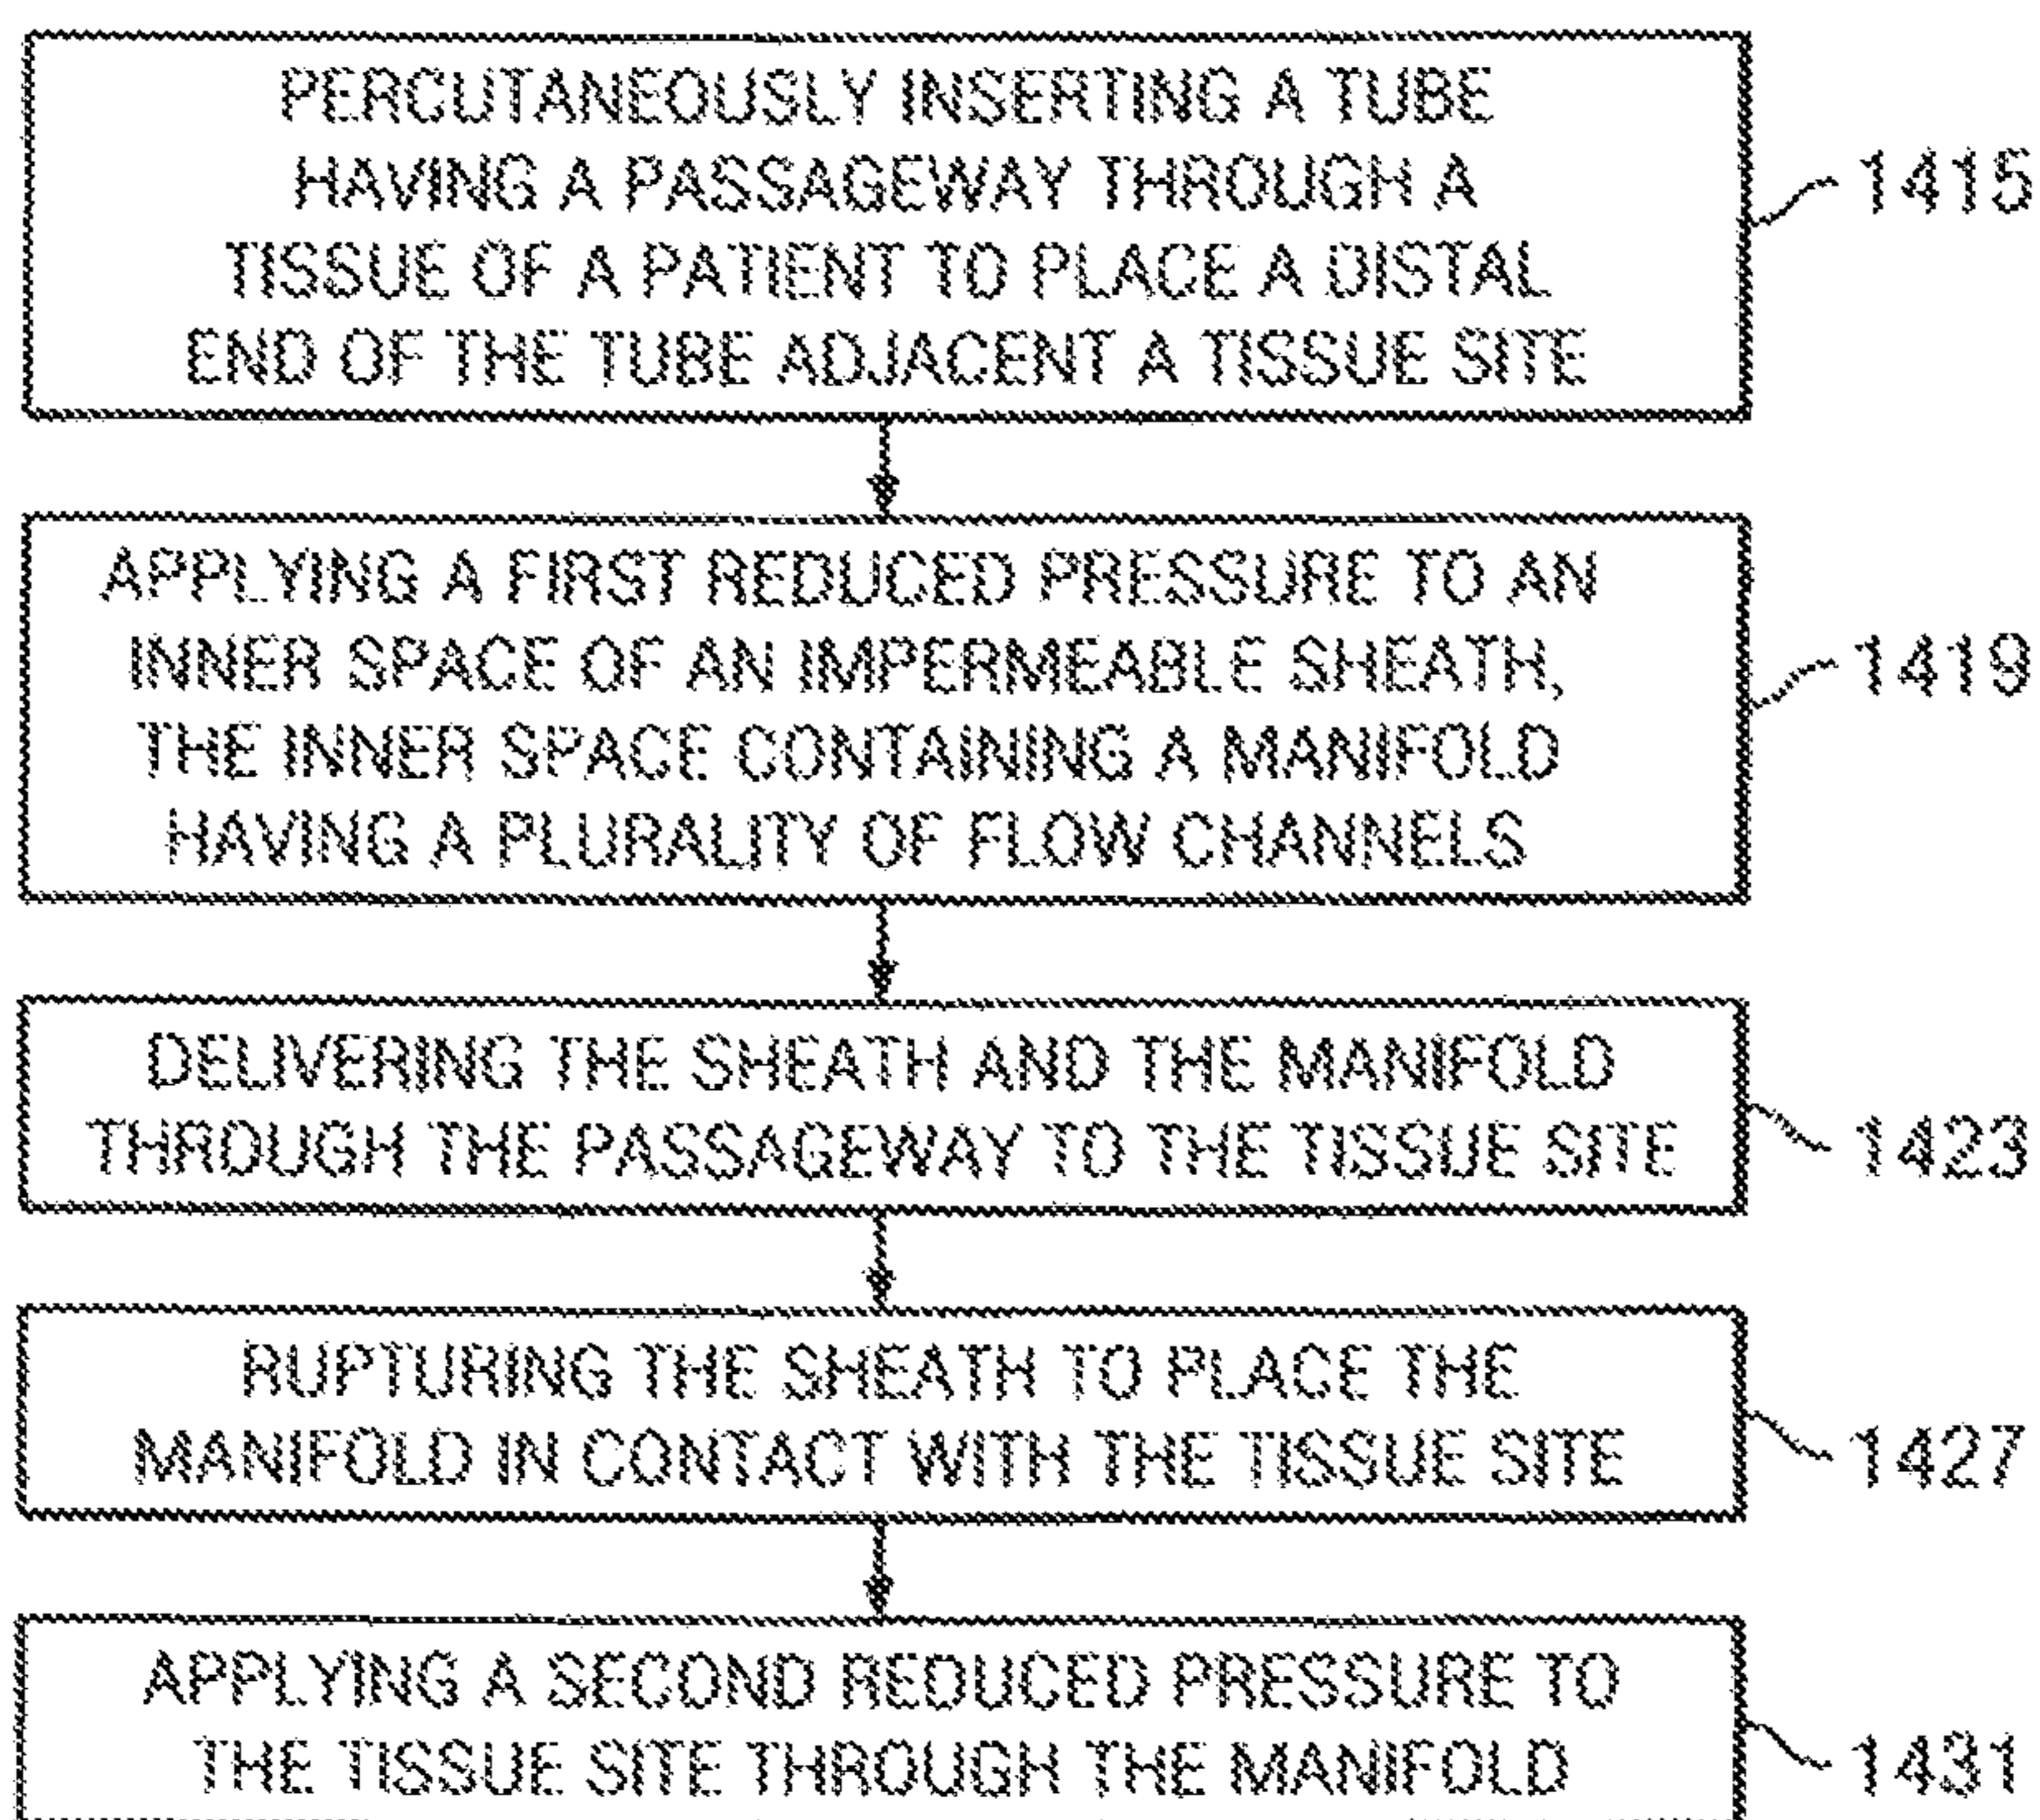 PERCUTANEOUSLY INSERTING A TUBE
HAVING A PASSAGEWAY THROUGH A
TISSUE OF A PATIENT TO PLACE A DISTAL
END OF THE TUBE ADJACENT A TISSUE SITE
1415
APPLYING A FIRST REDUCED PRESSURE TO AN
INNER SPACE OF AN IMPERMEABLE SHEATH,
THE INNER SPACE CONTAINING A MANIFOLD
HAVING A PLURALITY OF FLOW CHANNELS
1419
DELIVERING THE SHEATH AND THE MANIFOLD
THROUGH THE PASSAGEWAY TO THE TISSUE SITE
1423
RUPTURING THE SHEATH TO PLACE THE
MANIFOLD IN CONTACT WITH THE TISSUE SITE
1427
APPLYING A SECOND REDUCED PRESSURE TO
THE TISSUE SITE THROUGH THE MANIFOLD
1431